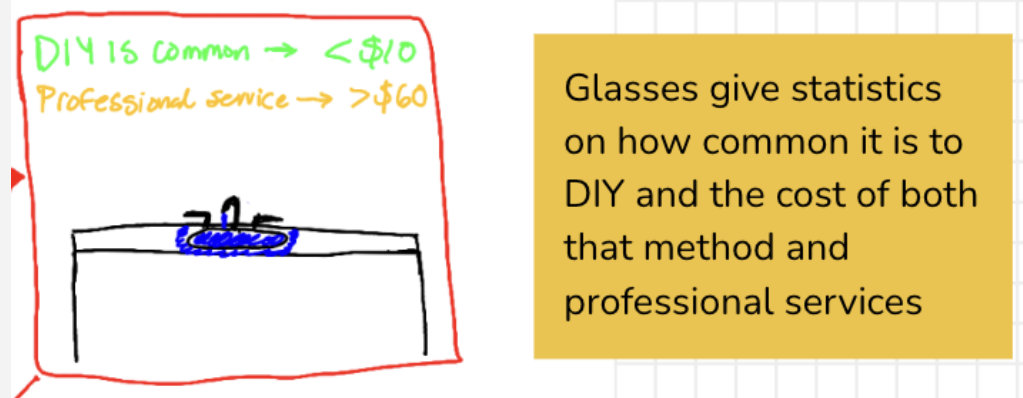 DIY IS common → < $10
Professional service → >$60
Glasses give statistics
on how common it is to
DIY and the cost of both
that method and
professional services